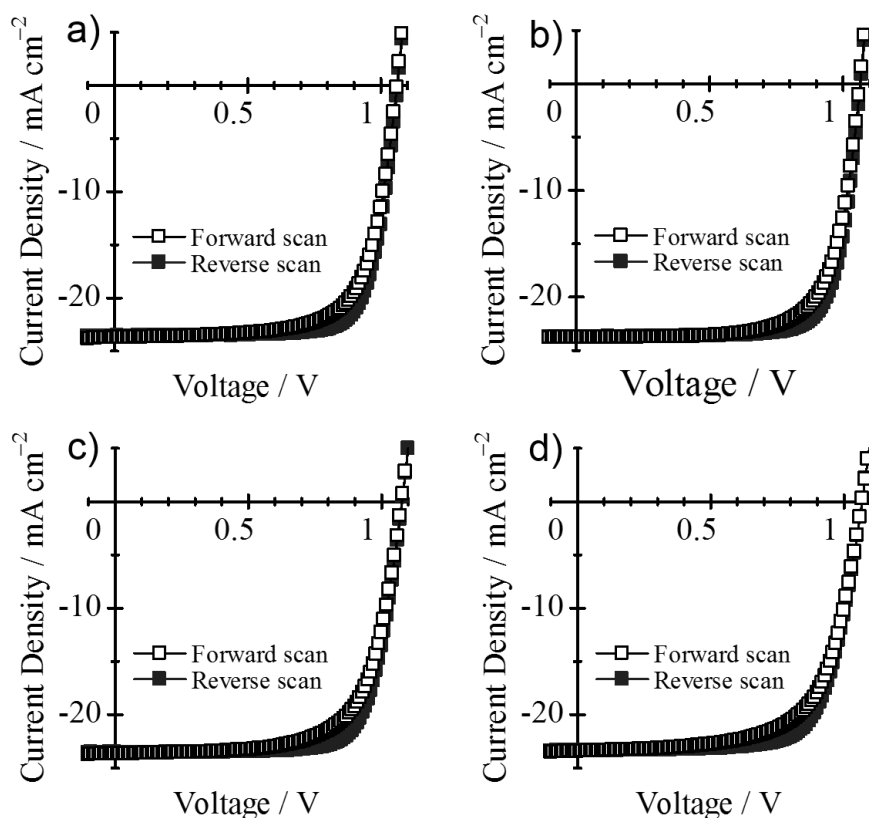 a)
Current Density / mA cm⁻²
0
0.5
1
-10
-20
Forward scan
Reverse scan
Voltage / V
b)
Current Density / mA cm⁻²
0
0.5
1
-10
-20
Forward scan
Reverse scan
Voltage / V
c)
Current Density / mA cm⁻²
0
0.5
1
-10
-20
Forward scan
Reverse scan
Voltage / V
d)
Current Density / mA cm⁻²
0
0.5
1
-10
-20
Forward scan
Reverse scan
Voltage / V